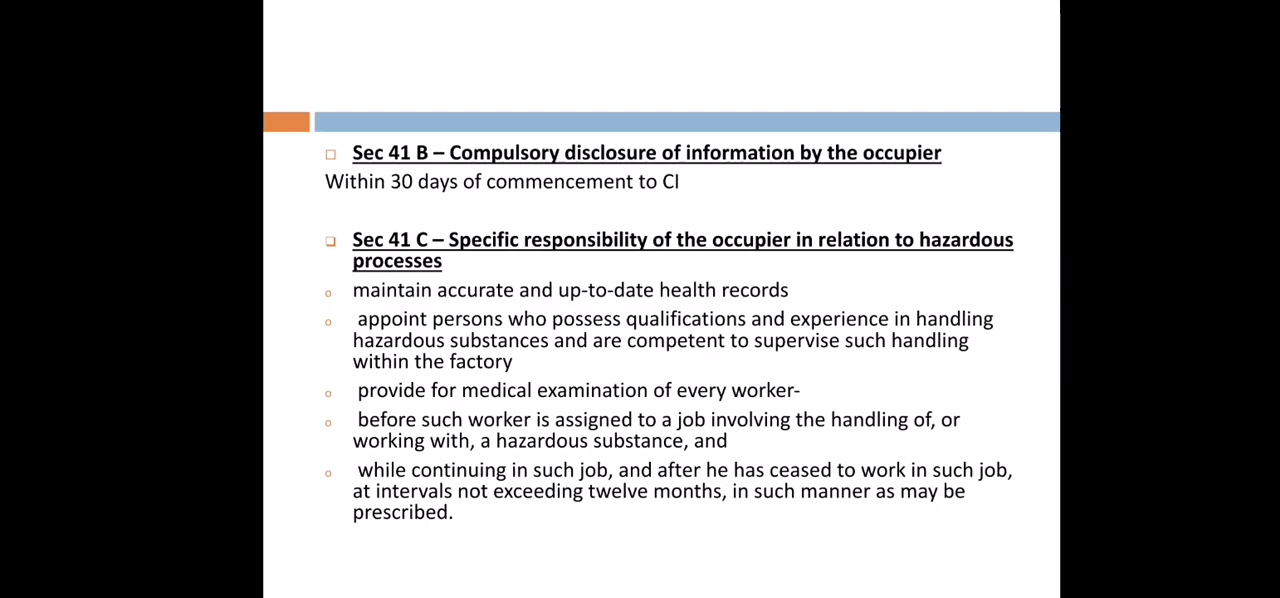 Sec 41 B – Compulsory disclosure of information by the occupier
Within 30 days of commencement to CI
Sec 41 C – Specific responsibility of the occupier in relation to hazardous
processes
maintain accurate and up-to-date health records
appoint persons who possess qualifications and experience in handling
hazardous substances and are competent to supervise such handling
within the factory
provide for medical examination of every worker-
before such worker is assigned to a job involving the handling of, or
working with, a hazardous substance, and
while continuing in such job, and after he has ceased to work in such job,
at intervals not exceeding twelve months, in such manner as may be
prescribed.